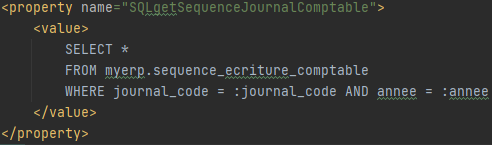 <property name="SQLgetSequenceJournalComptable">
<value>
SELECT *
FROM myerp.sequence_ecriture_comptable
WHERE journal_code = :journal_code AND annee = :annee
</value>
</property>